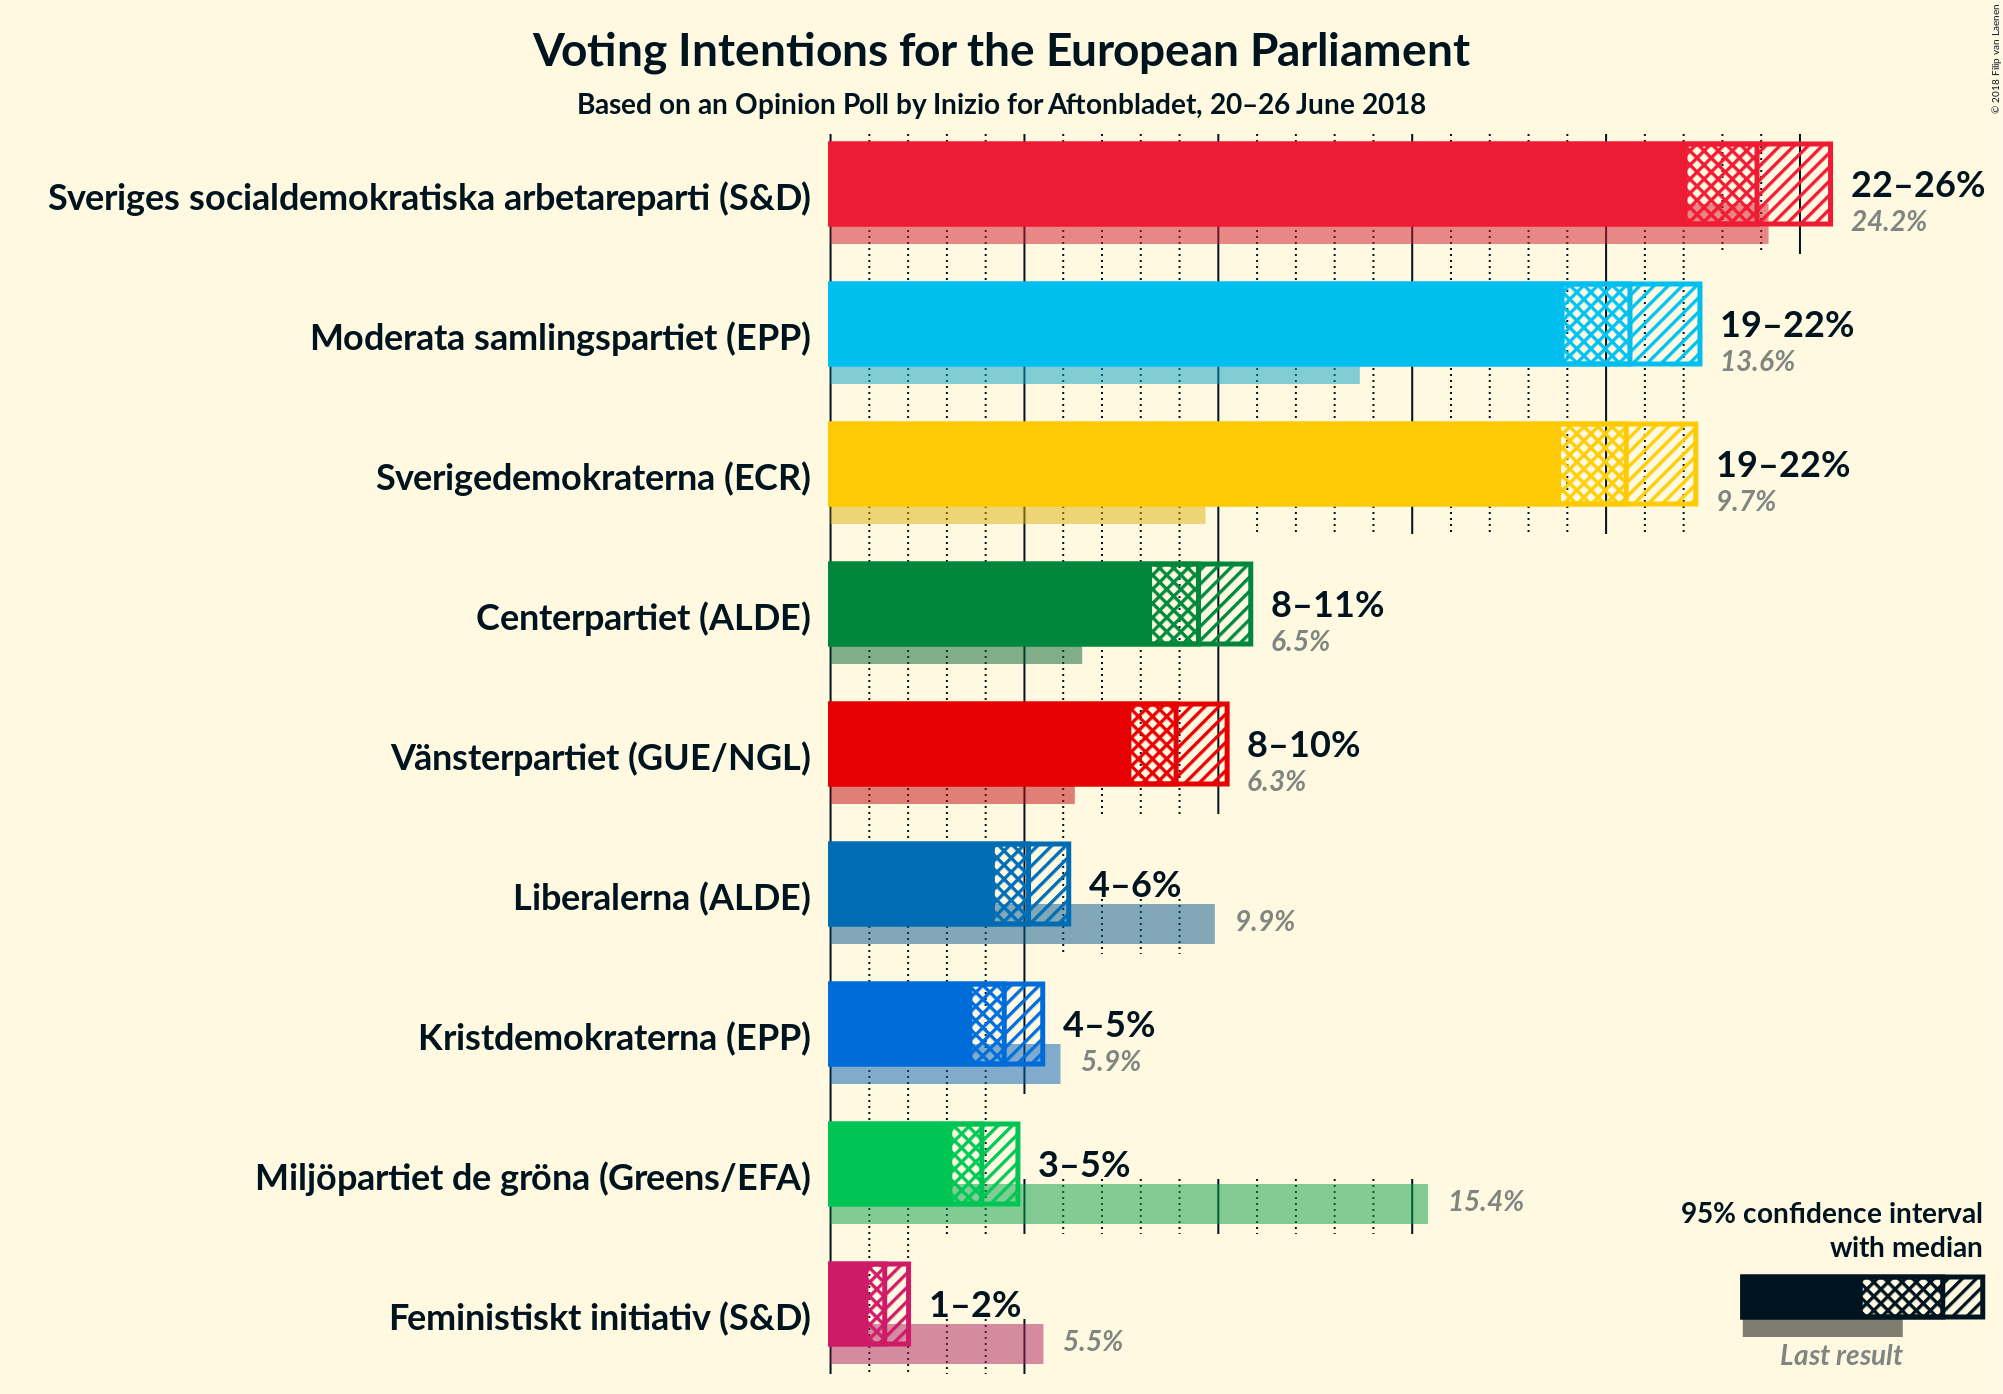 Voting Intentions for the European Parliament
Based on an Opinion Poll by Inizio for Aftonbladet, 20–26 June 2018
© 2018 Filip van Laenen
Sveriges socialdemokratiska arbetareparti (S&D)
22–26%
24.2%
Moderata samlingspartiet (EPP)
19–22%
13.6%
Sverigedemokraterna (ECR)
19–22%
9.7%
Centerpartiet (ALDE)
8–11%
6.5%
Vänsterpartiet (GUE/NGL)
8–10%
6.3%
Liberalerna (ALDE)
4–6%
9.9%
Kristdemokraterna (EPP)
4–5%
5.9%
Miljöpartiet de gröna (Greens/EFA)
3–5%
15.4%
Feministiskt initiativ (S&D)
1–2%
5.5%
95% confidence interval
with median
Last result